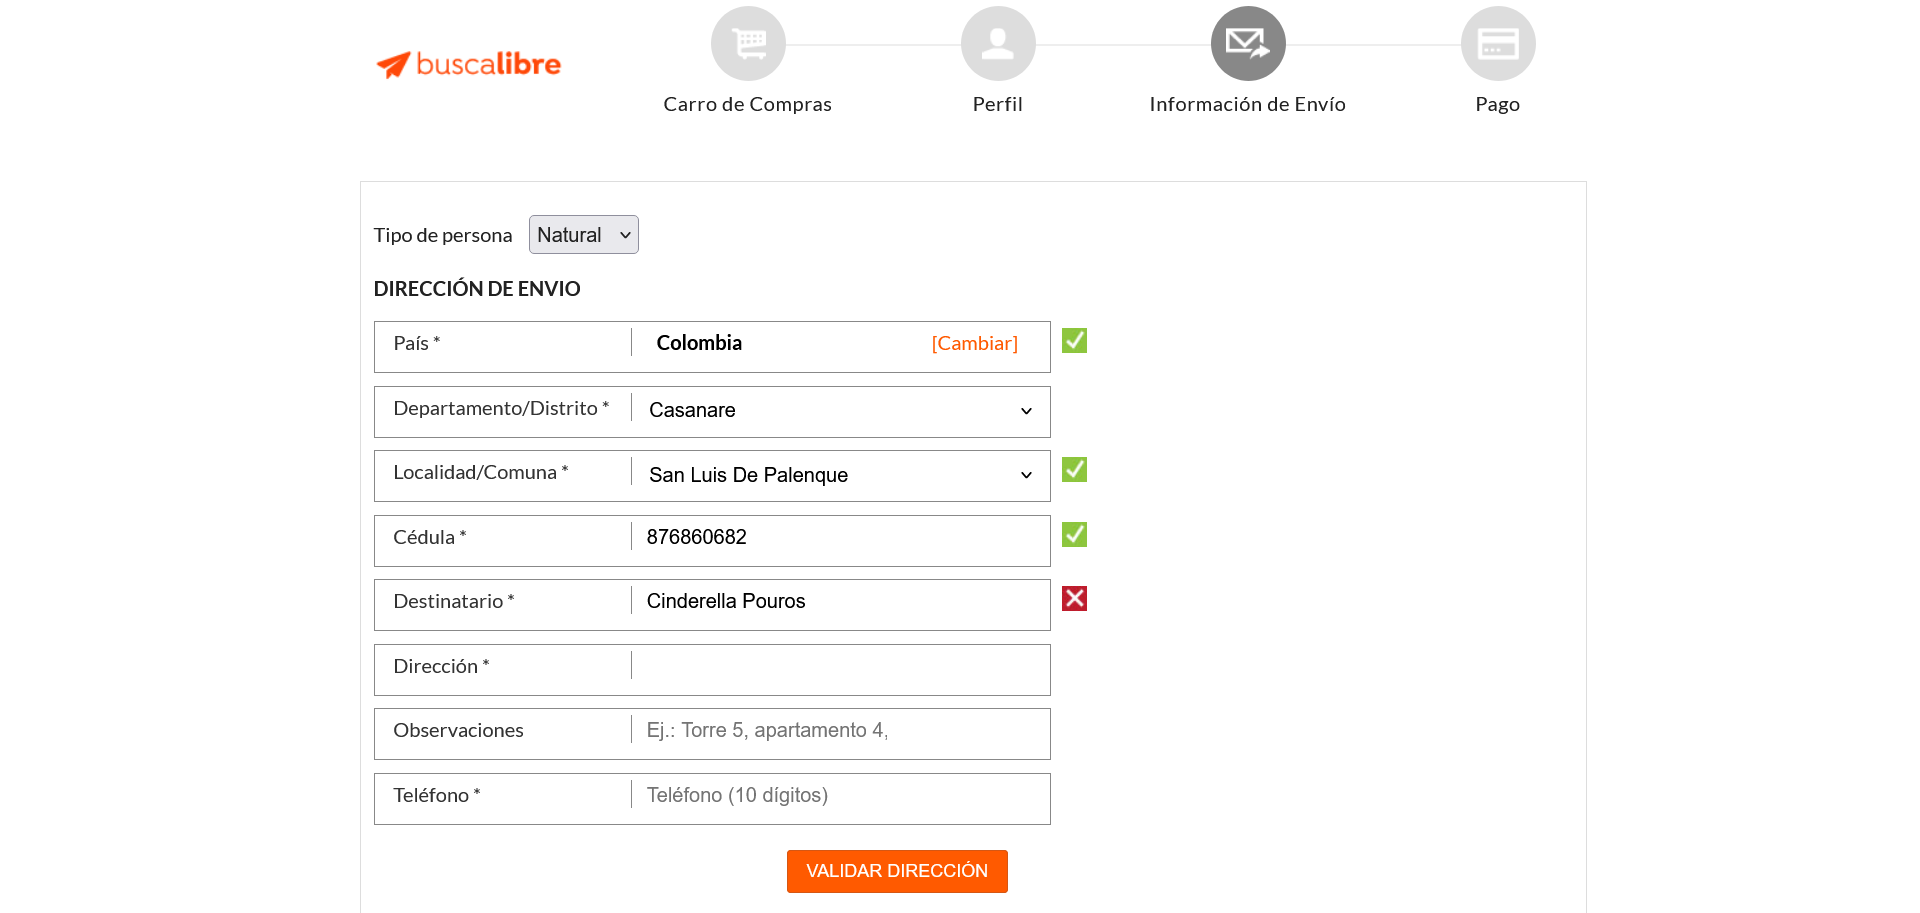 buscalibre
Carro de Compras
Perfil
Información de Envío
Pago
Tipo de persona Natural
DIRECCIÓN DE ENVIO
País * Colombia [Cambiar]
Departamento/Distrito * Casanare
Localidad/Comuna * San Luis De Palenque
Cédula * 876860682
Destinatario * Cinderella Pouros
Dirección *
Observaciones Ej.: Torre 5, apartamento 4,
Teléfono * Teléfono (10 dígitos)
VALIDAR DIRECCIÓN